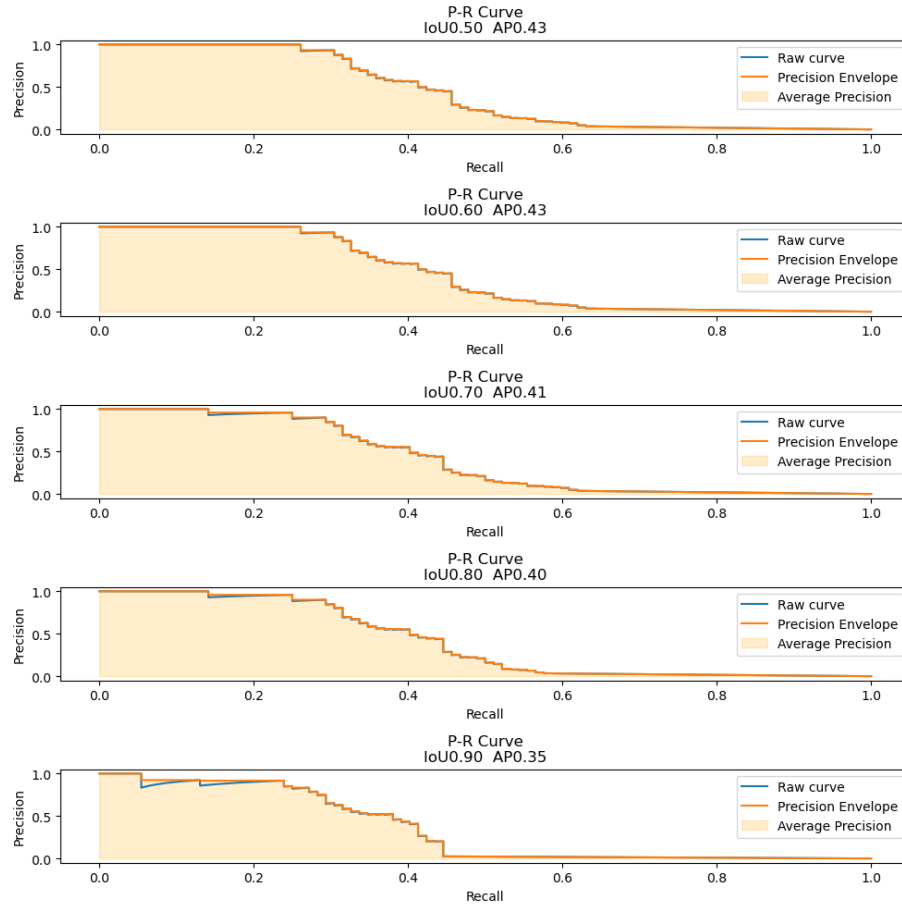 P-R Curve
IoU0.50  AP0.43
1.0
0.5
0.0
Precision
Raw curve
Precision Envelope
Average Precision
0.0 0.2 0.4 0.6 0.8 1.0
Recall
P-R Curve
IoU0.60  AP0.43
1.0
0.5
0.0
Precision
Raw curve
Precision Envelope
Average Precision
0.0 0.2 0.4 0.6 0.8 1.0
Recall
P-R Curve
IoU0.70  AP0.41
1.0
0.5
0.0
Precision
Raw curve
Precision Envelope
Average Precision
0.0 0.2 0.4 0.6 0.8 1.0
Recall
P-R Curve
IoU0.80  AP0.40
1.0
0.5
0.0
Precision
Raw curve
Precision Envelope
Average Precision
0.0 0.2 0.4 0.6 0.8 1.0
Recall
P-R Curve
IoU0.90  AP0.35
1.0
0.5
0.0
Precision
Raw curve
Precision Envelope
Average Precision
0.0 0.2 0.4 0.6 0.8 1.0
Recall